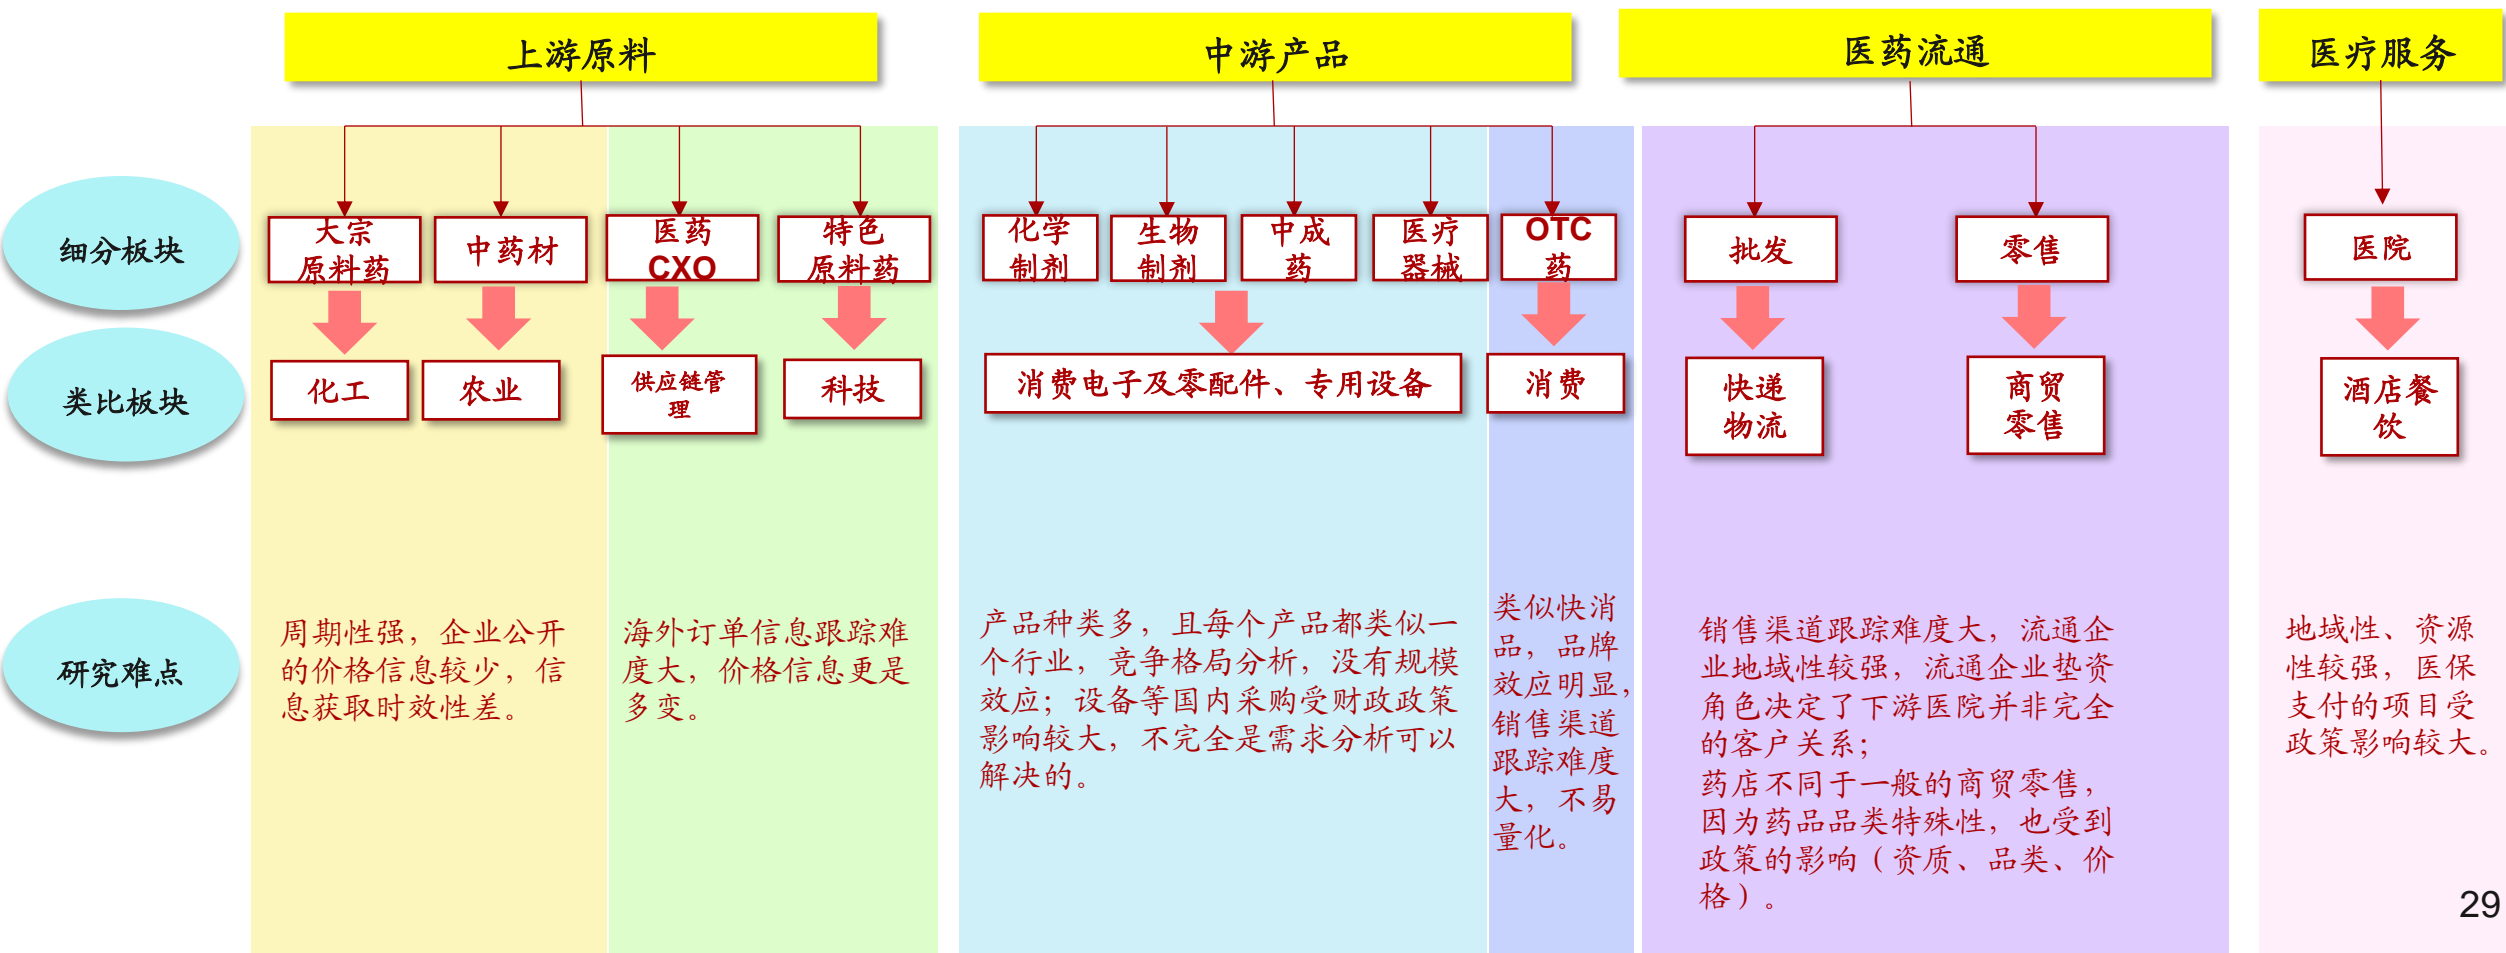 上游原料
中游产品
医药流通
医疗服务
细分板块
大宗
原料药
中药材
医药
CXO
特色
原料药
化学
制剂
生物
制剂
中成
药
医疗
器械
OTC
药
批发
零售
医院
类比板块
化工
农业
供应链管
理
科技
消费电子及零配件、专用设备
消费
快递
物流
商贸
零售
酒店餐
饮
研究难点
周期性强，企业公开
的价格信息较少，信
息获取时效性差。
海外订单信息跟踪难
度大，价格信息更是
多变。
产品种类多，且每个产品都类似一
个行业，竞争格局分析，没有规模
效应；设备等国内采购受财政政策
影响较大，不完全是需求分析可以
解决的。
类似快消
品，品牌
效应明显，
销售渠道
跟踪难度
大，不易
量化。
销售渠道跟踪难度大，流通企
业地域性较强，流通企业垫资
角色决定了下游医院并非完全
的客户关系；
药店不同于一般的商贸零售，
因为药品品类特殊性，也受到
政策的影响（资质、品类、价
格）。
地域性、资源
性较强，医保
支付的项目受
政策影响较大。
29